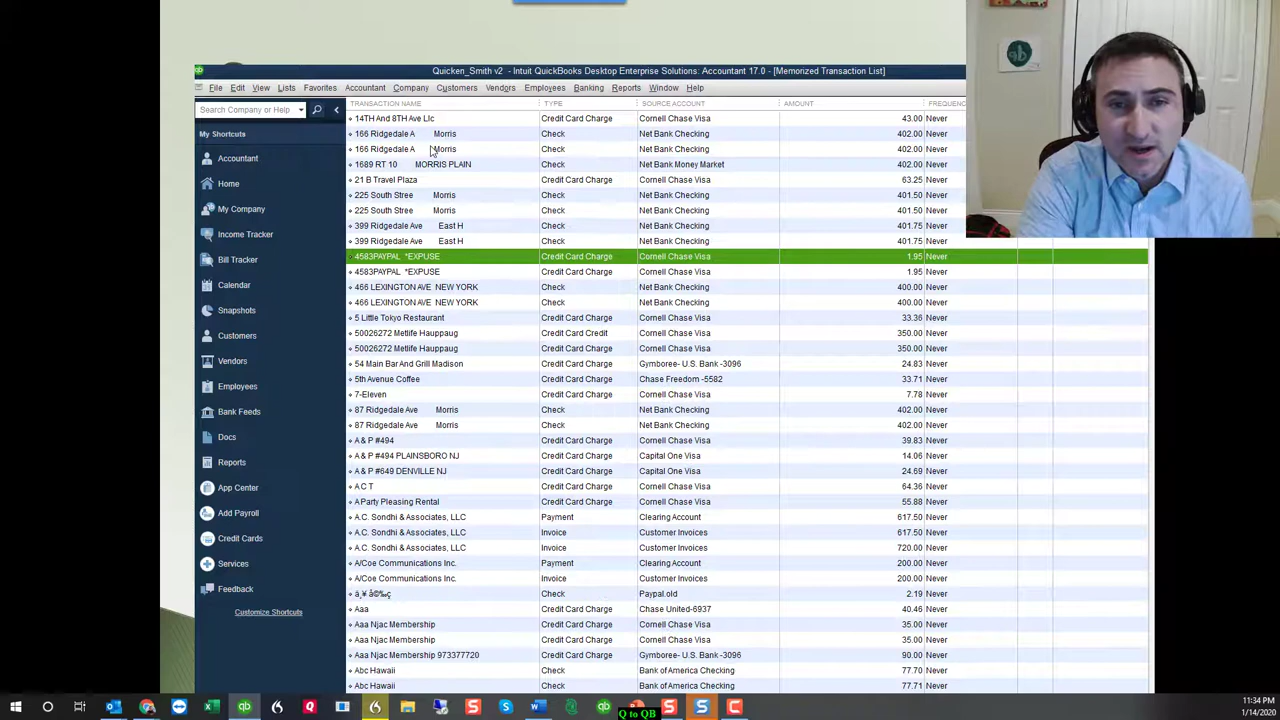 Quicken_Smith v2 - Intuit QuickBooks Desktop Enterprise Solutions: Accountant 17.0 - [Memorized Transaction List]
File Edit View Lists Favorites Accountant Company Customers Vendors Employees Banking Reports Window Help
Search Company or Help
My Shortcuts
Accountant
Home
My Company
Income Tracker
Bill Tracker
Calendar
Snapshots
Customers
Vendors
Employees
Bank Feeds
Docs
Reports
App Center
Add Payroll
Credit Cards
Services
Feedback
Customize Shortcuts
TRANSACTION NAME TYPE SOURCE ACCOUNT AMOUNT FREQUENC
14TH And 8TH Ave Llc Credit Card Charge Cornell Chase Visa 43.00 Never
166 Ridgedale A Morris Check Net Bank Checking 402.00 Never
166 Ridgedale A Morris Check Net Bank Checking 402.00 Never
1689 RT 10 MORRIS PLAIN Check Net Bank Money Market 402.00 Never
21 B Travel Plaza Credit Card Charge Cornell Chase Visa 63.25 Never
225 South Stree Morris Check Net Bank Checking 401.50 Never
225 South Stree Morris Check Net Bank Checking 401.50 Never
399 Ridgedale Ave East H Check Net Bank Checking 401.75 Never
399 Ridgedale Ave East H Check Net Bank Checking 401.75 Never
4583PAYPAL *EXPUSE Credit Card Charge Cornell Chase Visa 1.95 Never
4583PAYPAL *EXPUSE Credit Card Charge Cornell Chase Visa 1.95 Never
466 LEXINGTON AVE NEW YORK Check Net Bank Checking 400.00 Never
466 LEXINGTON AVE NEW YORK Check Net Bank Checking 400.00 Never
5 Little Tokyo Restaurant Credit Card Charge Cornell Chase Visa 33.36 Never
50026272 Metlife Hauppaug Credit Card Credit Cornell Chase Visa 350.00 Never
50026272 Metlife Hauppaug Credit Card Charge Cornell Chase Visa 350.00 Never
54 Main Bar And Grill Madison Credit Card Charge Gymboree- U.S. Bank -3096 24.83 Never
5th Avenue Coffee Credit Card Charge Chase Freedom -5582 33.71 Never
7-Eleven Credit Card Charge Cornell Chase Visa 7.78 Never
87 Ridgedale Ave Morris Check Net Bank Checking 402.00 Never
87 Ridgedale Ave Morris Check Net Bank Checking 402.00 Never
A & P #494 Credit Card Charge Cornell Chase Visa 39.83 Never
A & P #494 PLAINSBORO NJ Credit Card Charge Capital One Visa 14.06 Never
A & P #649 DENVILLE NJ Credit Card Charge Capital One Visa 24.69 Never
A C T Credit Card Charge Cornell Chase Visa 64.36 Never
A Party Pleasing Rental Credit Card Charge Cornell Chase Visa 55.88 Never
A.C. Sondhi & Associates, LLC Payment Clearing Account 617.50 Never
A.C. Sondhi & Associates, LLC Invoice Customer Invoices 617.50 Never
A.C. Sondhi & Associates, LLC Invoice Customer Invoices 720.00 Never
A/Coe Communications Inc. Payment Clearing Account 200.00 Never
A/Coe Communications Inc. Invoice Customer Invoices 200.00 Never
Check Paypal.old 2.19 Never
Aaa Credit Card Charge Chase United-6937 40.46 Never
Aaa Njac Membership Credit Card Charge Cornell Chase Visa 35.00 Never
Aaa Njac Membership Credit Card Charge Cornell Chase Visa 35.00 Never
Aaa Njac Membership 973377720 Credit Card Charge Gymboree- U.S. Bank -3096 90.00 Never
Abc Hawaii Check Bank of America Checking 77.70 Never
Abc Hawaii Check Bank of America Checking 77.71 Never
Q to QB
11:34 PM
1/14/2020